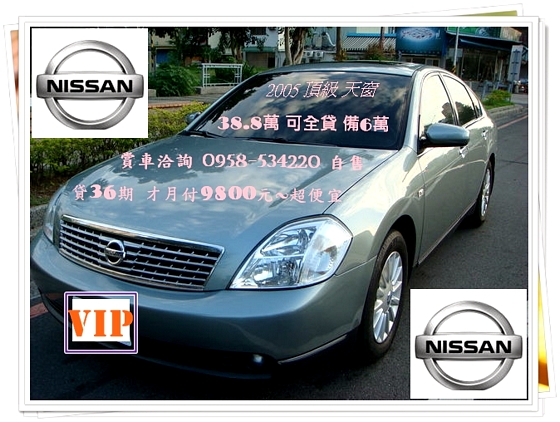 NISSAN
2005 頂級 天窗
38.8萬 可全貸 備6萬
賞車洽詢 0958-534220 自售
貸36期 才月付9800元~超便宜
VIP
NISSAN